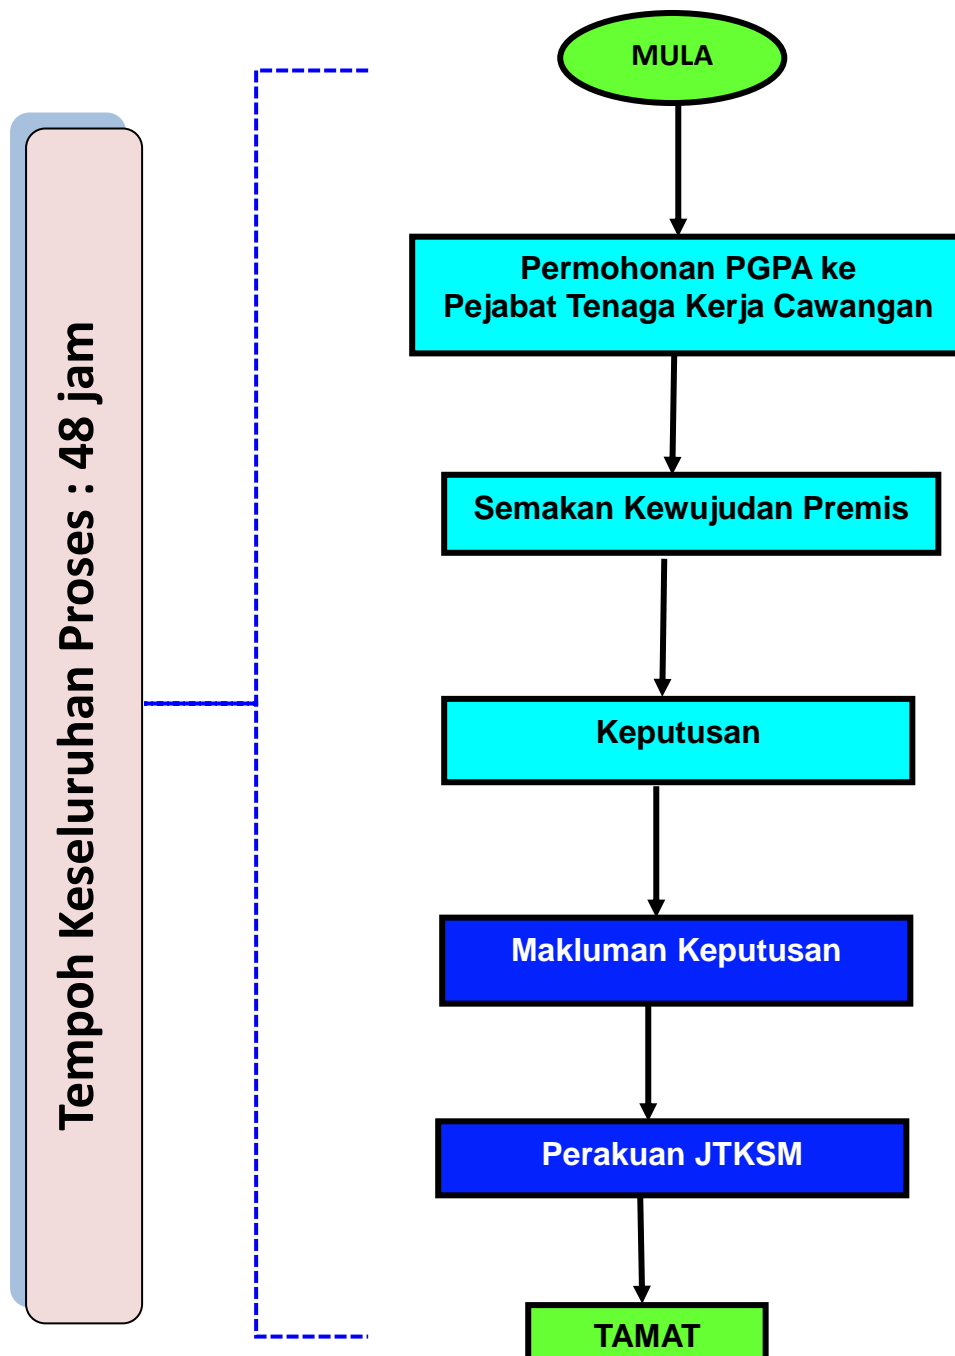 MULA
Permohonan PGPA ke
Pejabat Tenaga Kerja Cawangan
Semakan Kewujudan Premis
Keputusan
Makluman Keputusan
Perakuan JTKSM
TAMAT
Tempoh Keseluruhan Proses : 48 jam